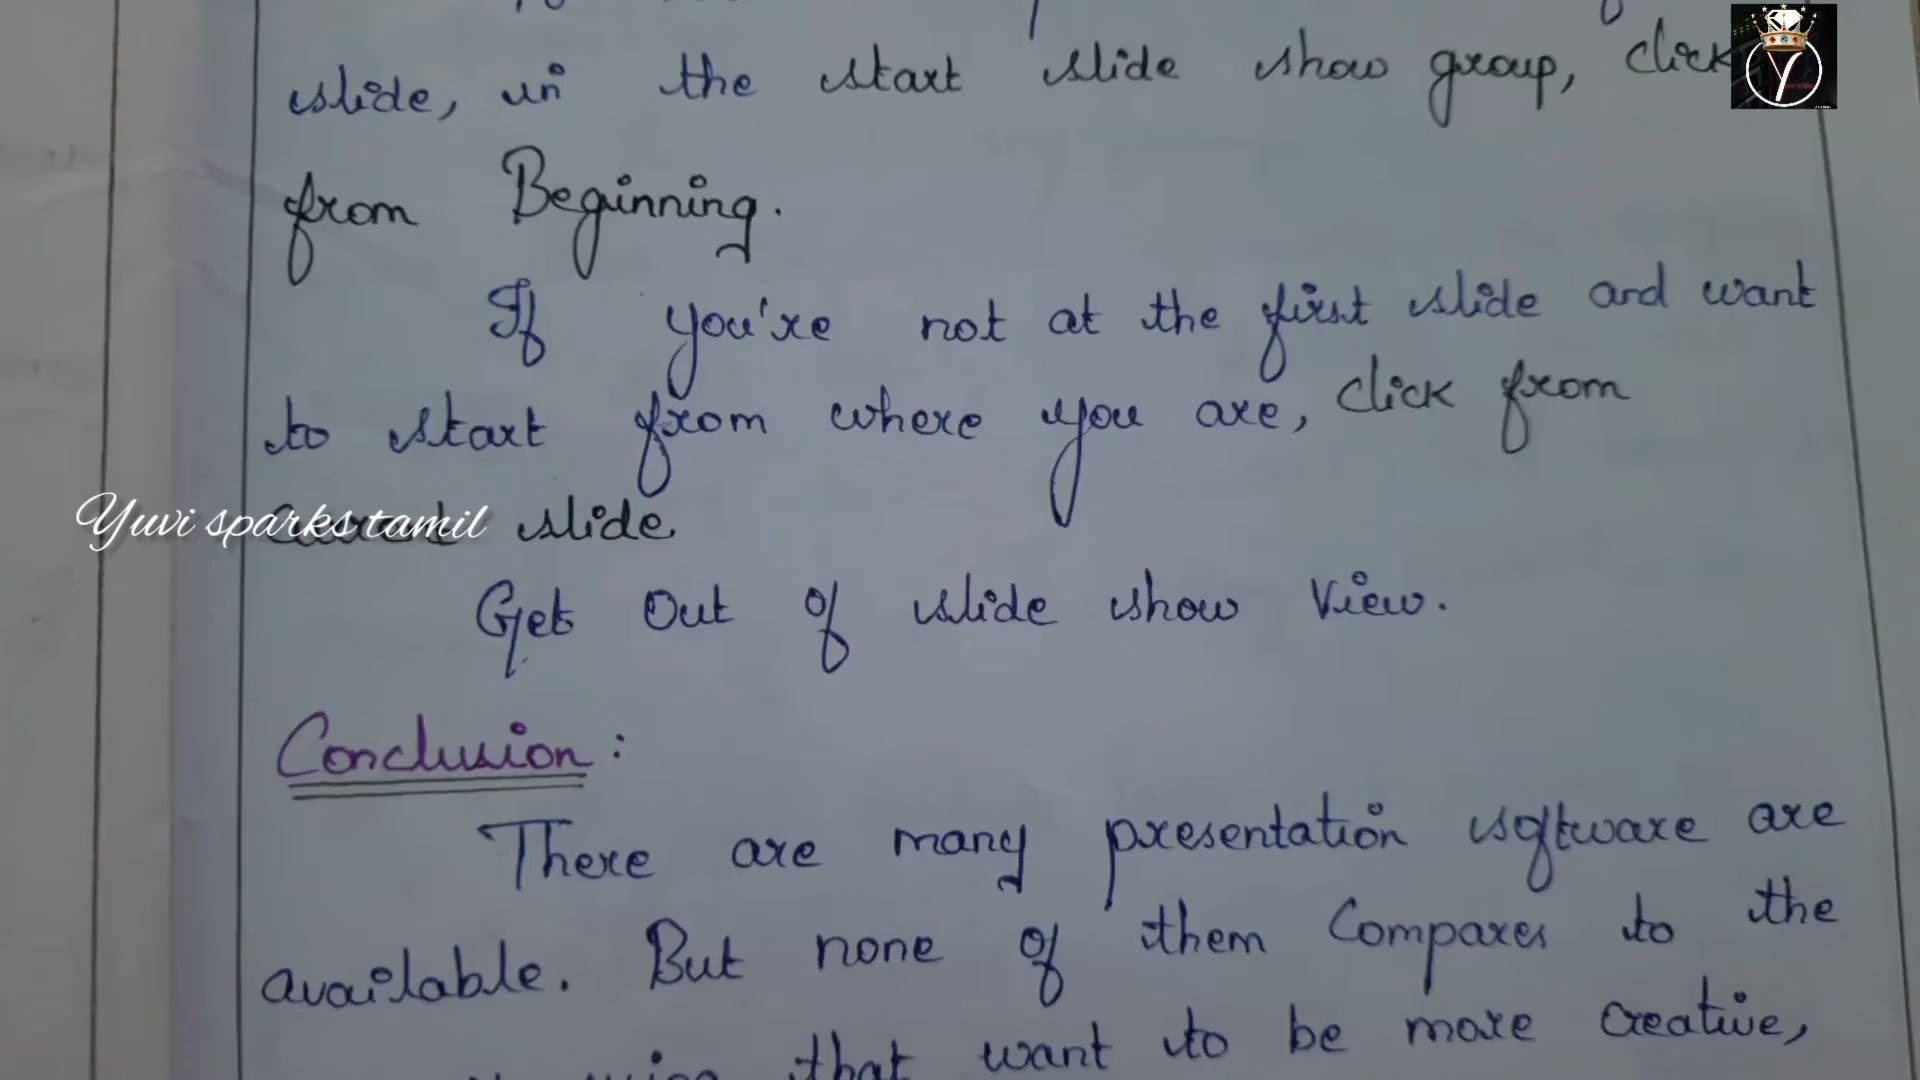 slide, in the start slide show group, click
from Beginning.
If you're not at the first slide and want
to start from where you are, click from
slide.
Yuvi sparks tamil
Get Out of slide show View.
Conclusion:
There are many presentation software are
available. But none of them Compares to the
that want to be more creative,
Y